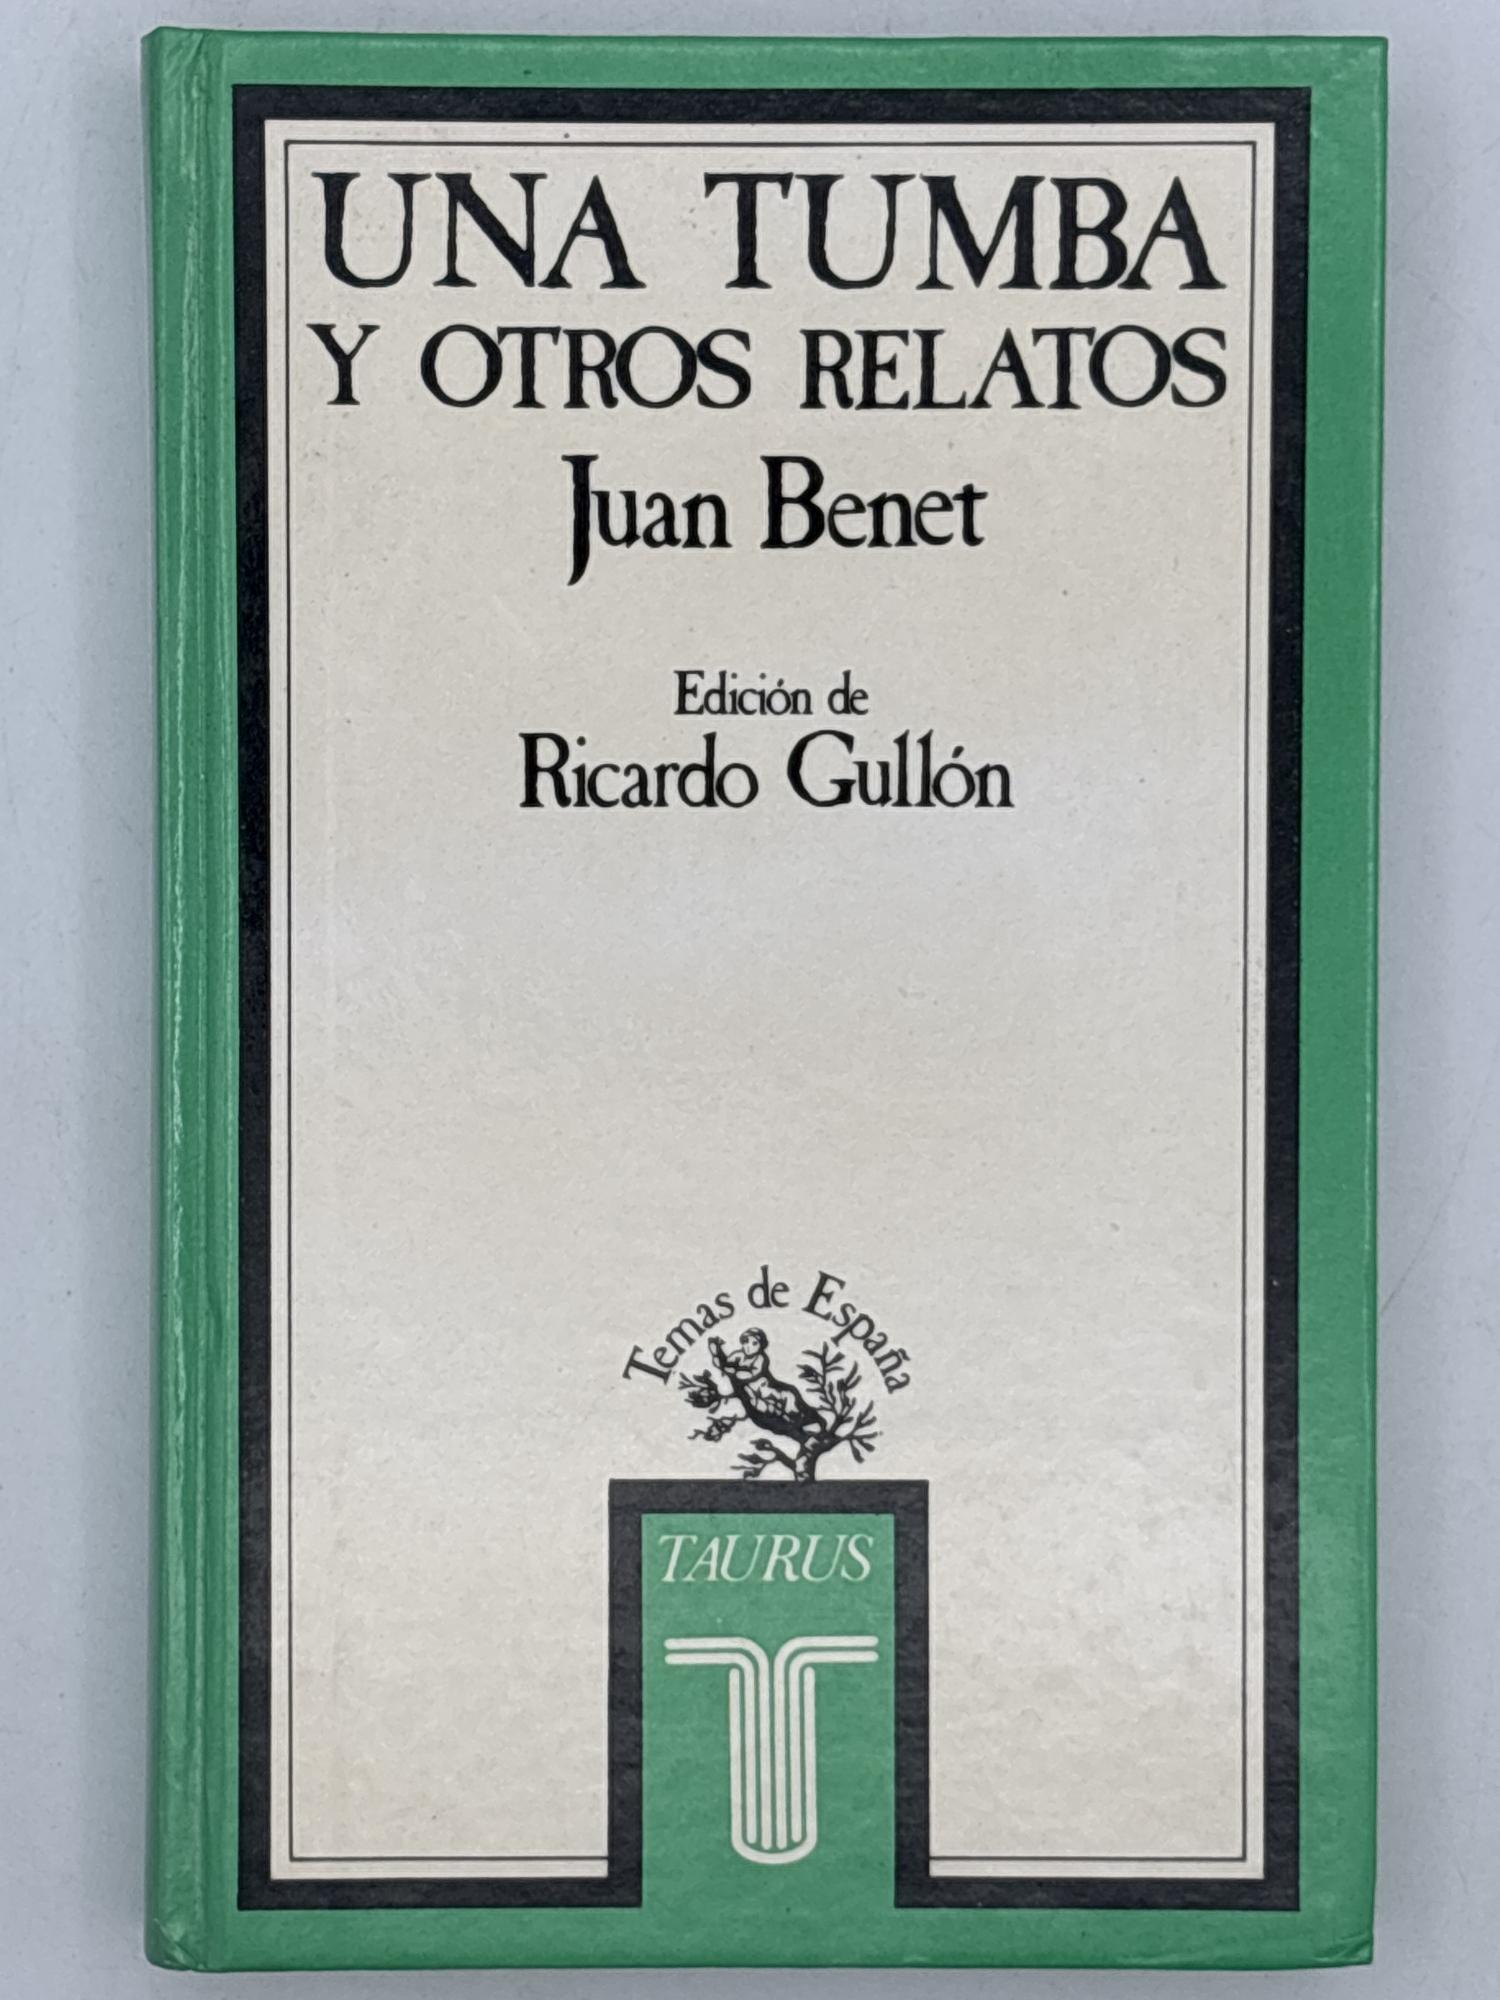 UNA TUMBA
Y OTROS RELATOS
Juan Benet
Edición de
Ricardo Gullón
Temas de España
TAURUS